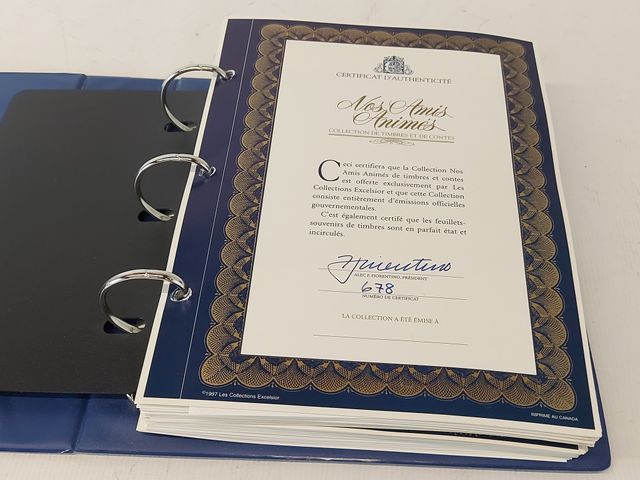 CERTIFICAT D'AUTHENTICITÉ
Nos Amis
Animés
COLLECTION DE TIMBRES ET DE CONTES
Ceci certifiera que la Collection Nos
Amis Animés de timbres et contes
est offerte exclusivement par Les
Collections Excelsior et que cette Collection
consiste entièrement d'émissions officielles
gouvernementales.
C'est également certifié que les feuillets-
souvenirs de timbres sont en parfait état et
incirculés.
Fiorentino
ALEC F. FIORENTINO, PRÉSIDENT
678
NUMÉRO DE CERTIFICAT
LA COLLECTION A ÉTÉ ÉMISE À
©1997 Les Collections Excelsior
IMPRIMÉ AU CANADA